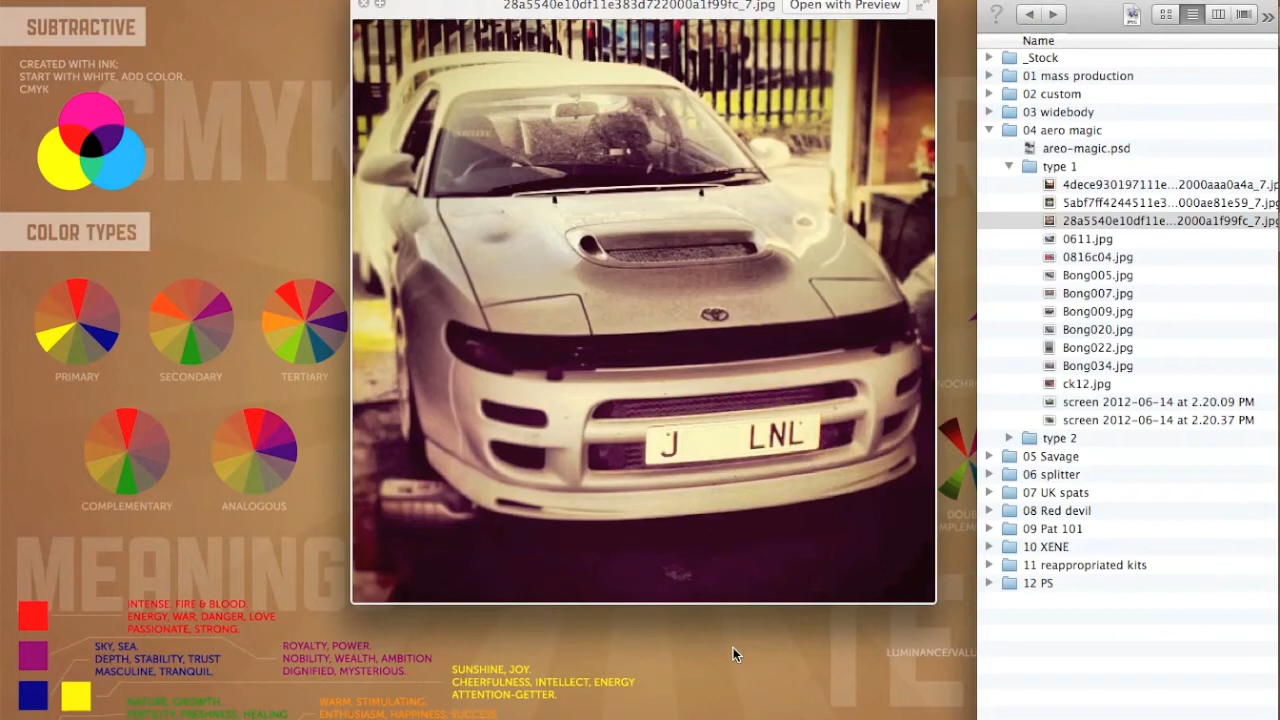 28a5540e10df11e383d722000a1f99fc_7.jpg
Open with Preview
SUBTRACTIVE
CREATED WITH INK;
START WITH WHITE, ADD COLOR.
CMYK
CMYK
COLOR TYPES
PRIMARY
SECONDARY
TERTIARY
COMPLEMENTARY
ANALOGOUS
MEANING
INTENSE, FIRE & BLOOD.
ENERGY, WAR, DANGER, LOVE
PASSIONATE, STRONG.
SKY, SEA.
DEPTH, STABILITY, TRUST
MASCULINE, TRANQUIL.
ROYALTY, POWER.
NOBILITY, WEALTH, AMBITION
DIGNIFIED, MYSTERIOUS.
SUNSHINE, JOY.
CHEERFULNESS, INTELLECT, ENERGY
ATTENTION-GETTER.
NATURE, GROWTH.
FERTILITY, FRESHNESS, HEALING
WARM, STIMULATING.
ENTHUSIASM, HAPPINESS, SUCCESS
J LNL
LUMINANCE/VALU
Name
_Stock
01 mass production
02 custom
03 widebody
04 aero magic
areo-magic.psd
type 1
4dece930197111e...2000aaa0a4a_7.jp
5abf7ff4244511e3...000ae81e59_7.jpg
28a5540e10df11e...2000a1f99fc_7.jpg
0611.jpg
0816c04.jpg
Bong005.jpg
Bong007.jpg
Bong009.jpg
Bong020.jpg
Bong022.jpg
Bong034.jpg
ck12.jpg
screen 2012-06-14 at 2.20.09 PM
screen 2012-06-14 at 2.20.37 PM
type 2
05 Savage
06 splitter
07 UK spats
08 Red devil
09 Pat 101
10 XENE
11 reappropriated kits
12 PS